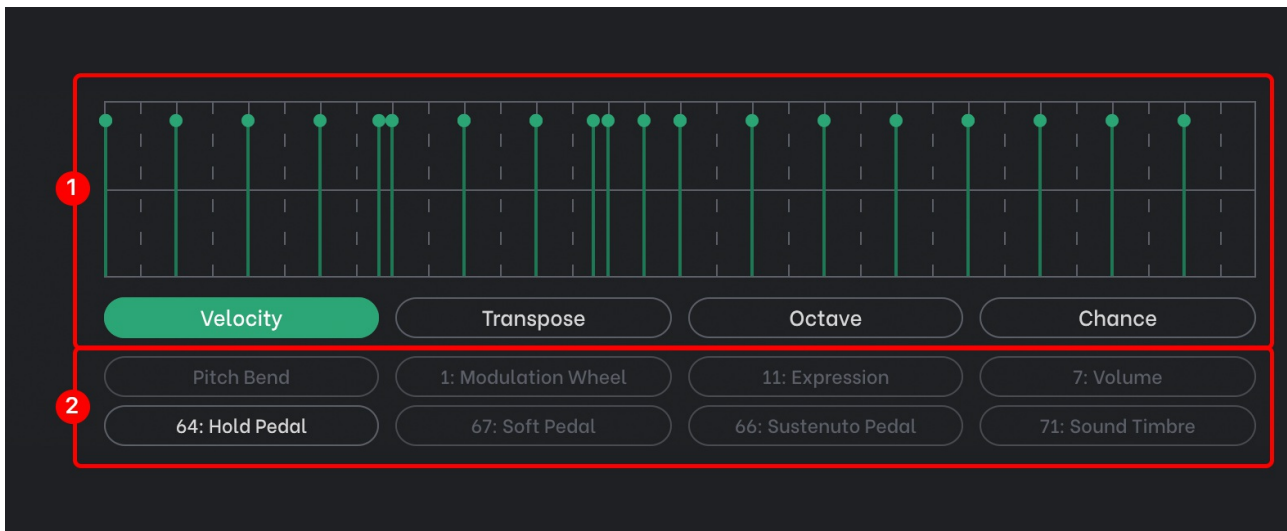 1
Velocity Transpose Octave Chance
2
Pitch Bend 1: Modulation Wheel 11: Expression 7: Volume
64: Hold Pedal 67: Soft Pedal 66: Sustenuto Pedal 71: Sound Timbre